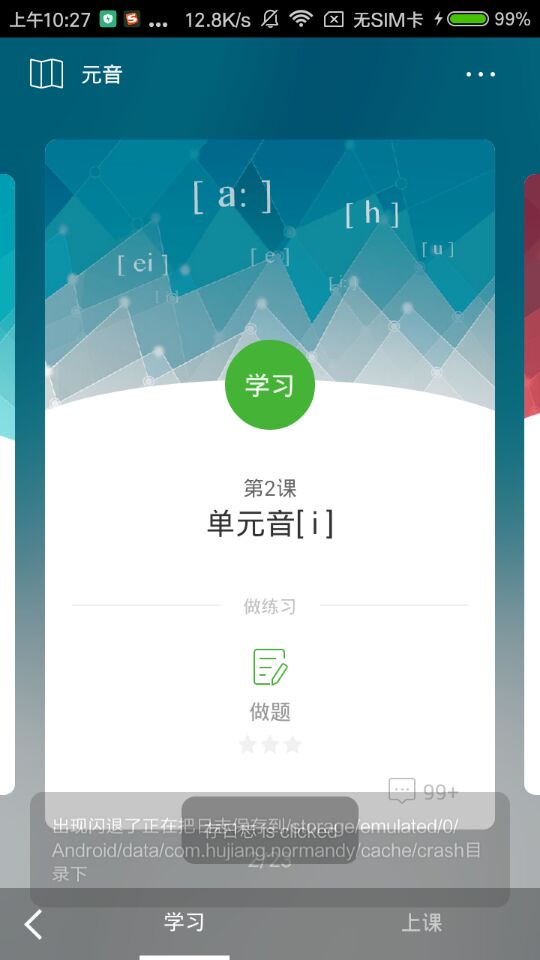 上午10:27 ... 12.8K/s 无SIM卡 99%
元音
[ a: ]
[ h ]
[ u ]
[ ei ]
[ e ]
[ i: ]
学习
第2课
单元音[ i ]
做练习
做题
99+
出现闪退了正在把日志保存到/storage/emulated/0/
存日志 is clicked
Android/data/com.hujiang.normandy/cache/crash目
录下
2/23
学习 上课